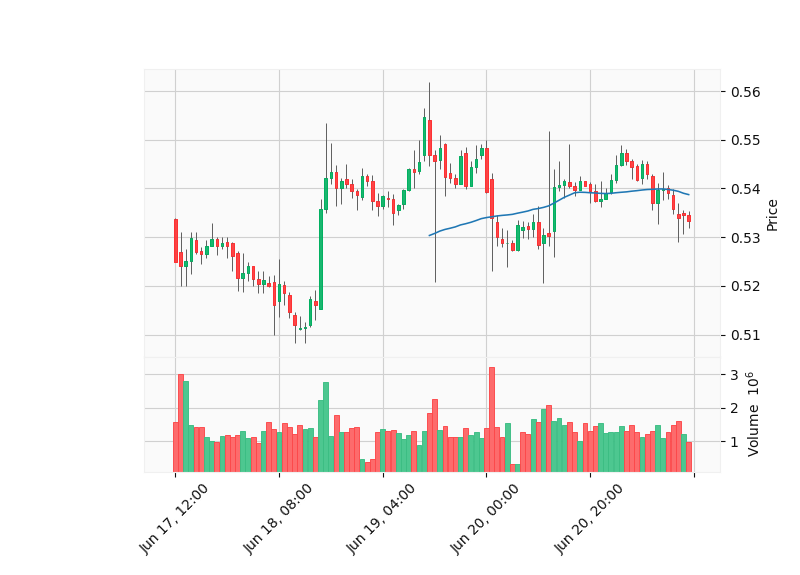 0.56
0.55
0.54
0.53
0.52
0.51
Price
3
2
1
Volume 10^6
Jun 17, 12:00
Jun 18, 08:00
Jun 19, 04:00
Jun 20, 00:00
Jun 20, 20:00